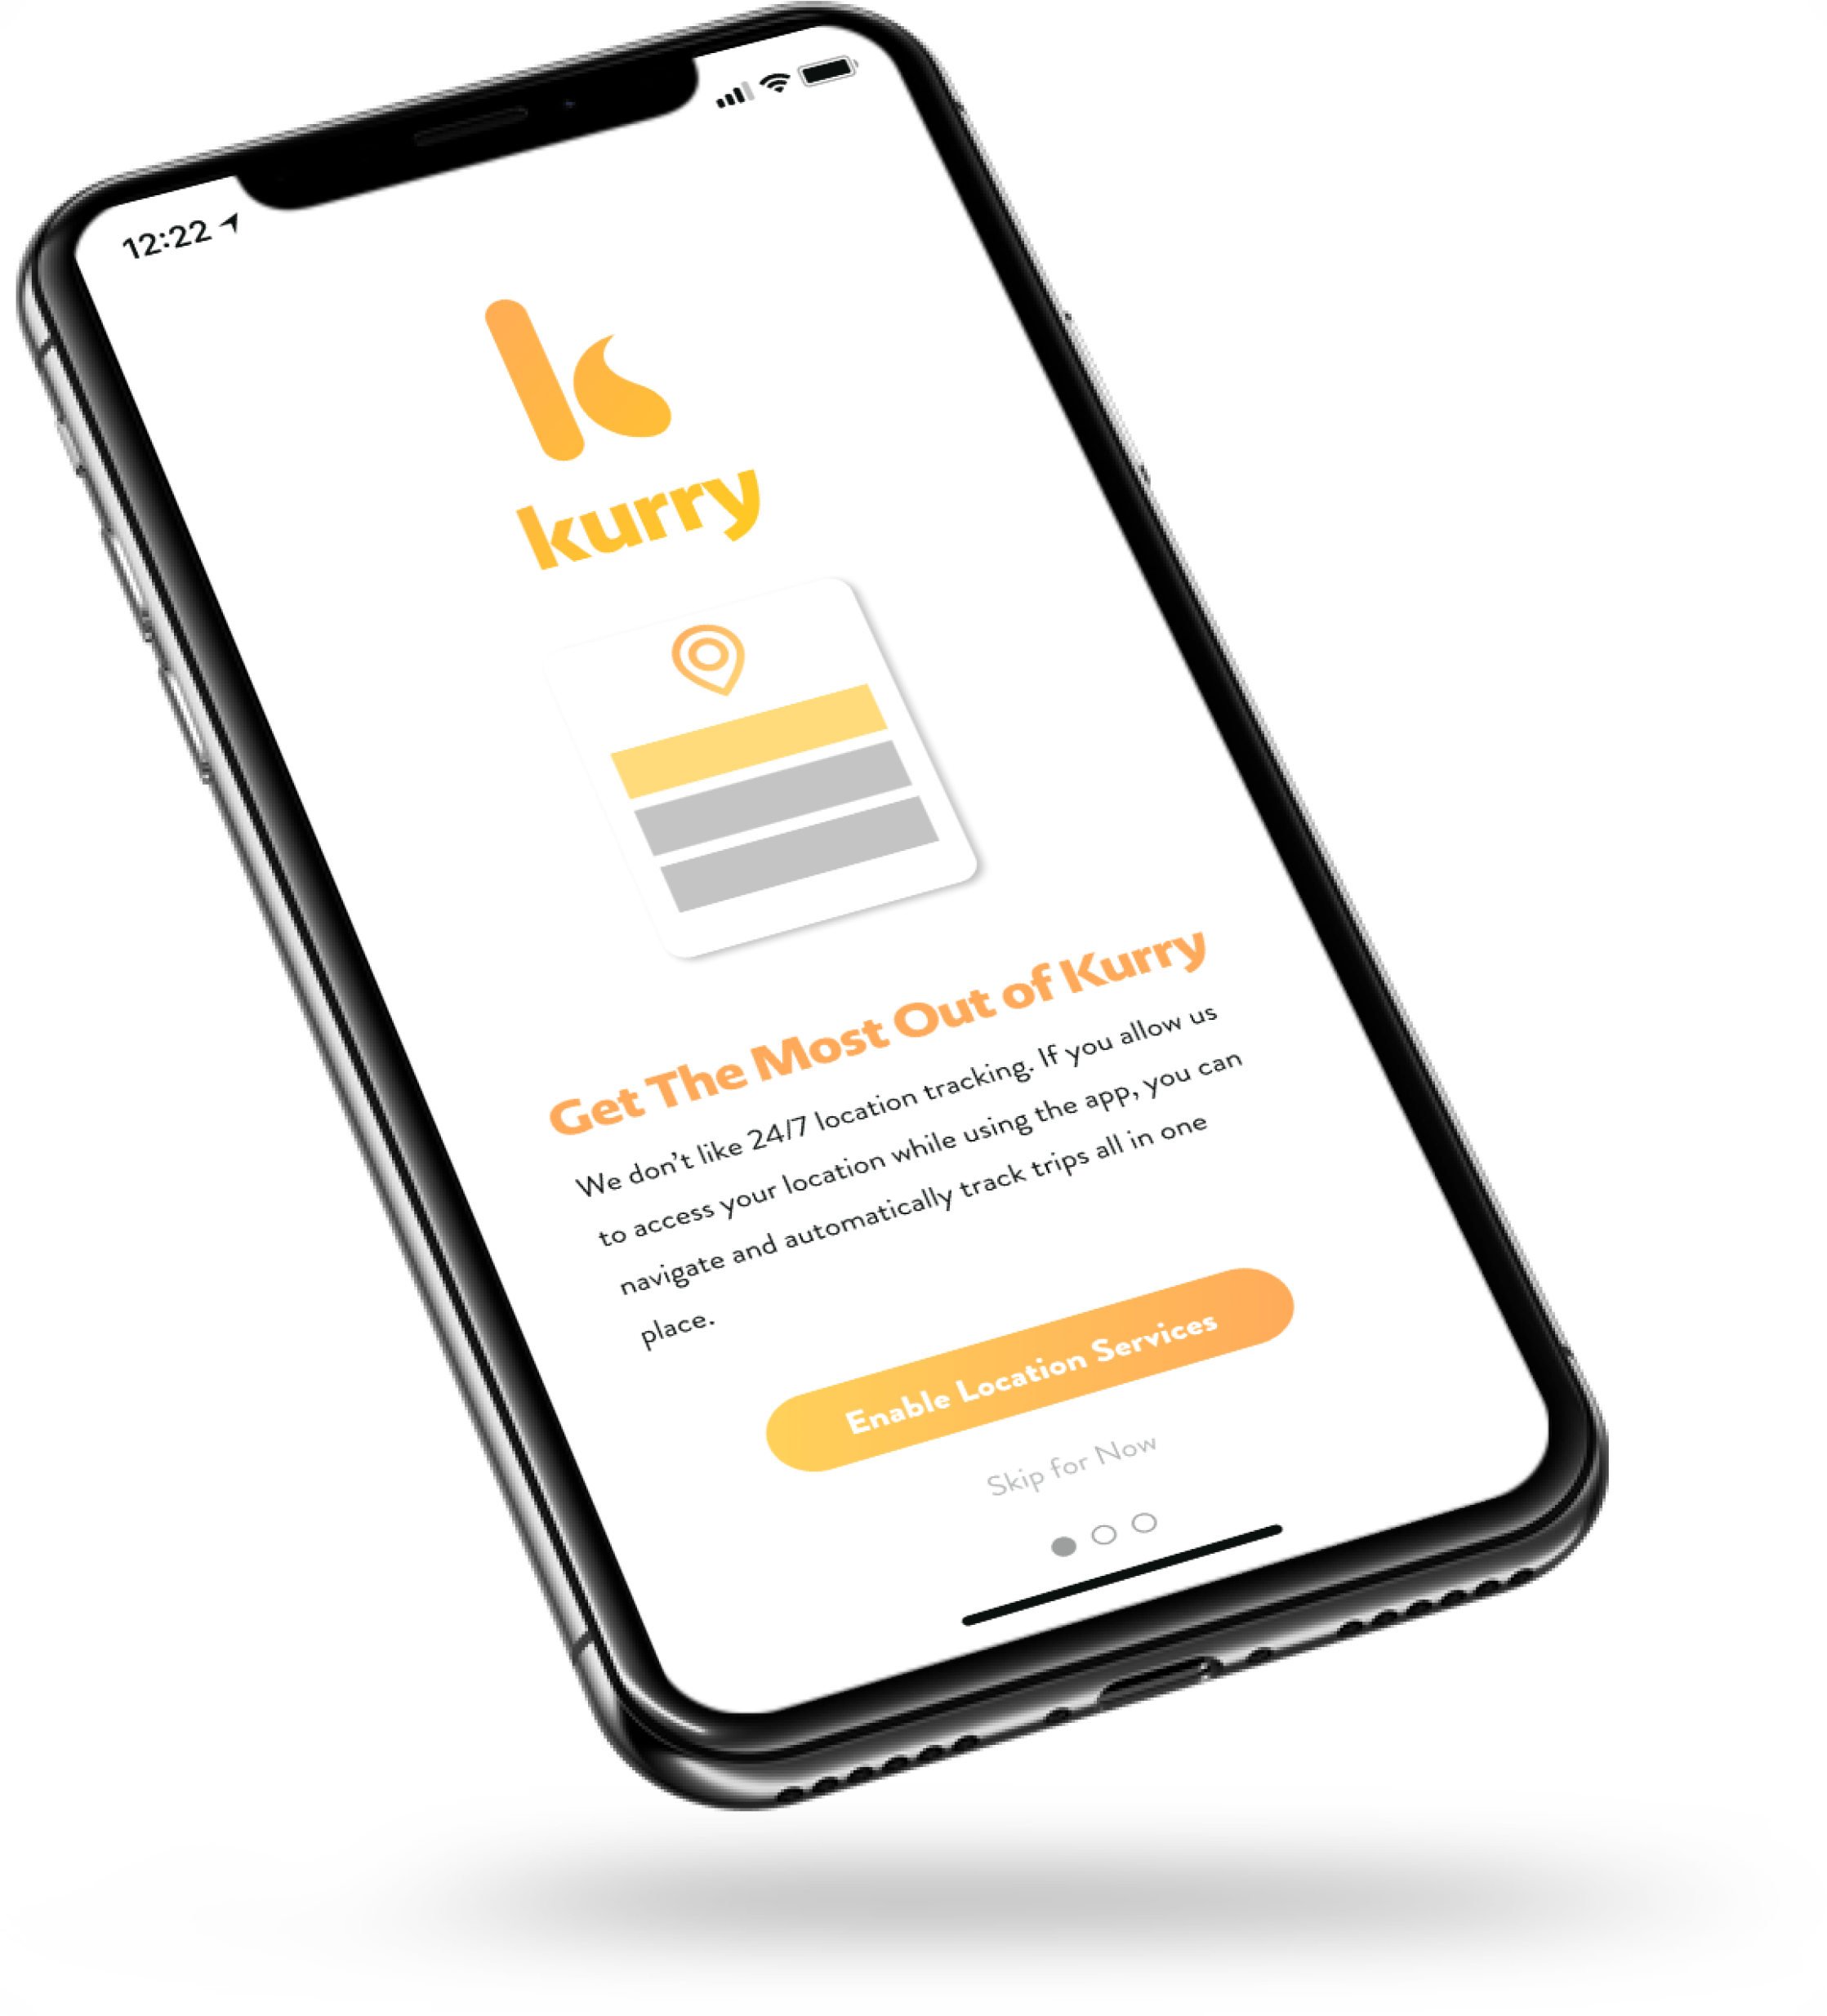 12:22
kurry
Get The Most Out of Kurry
We don't like 24/7 location tracking. If you allow us
to access your location while using the app, you can
navigate and automatically track trips all in one
place.
Enable Location Services
Skip for Now